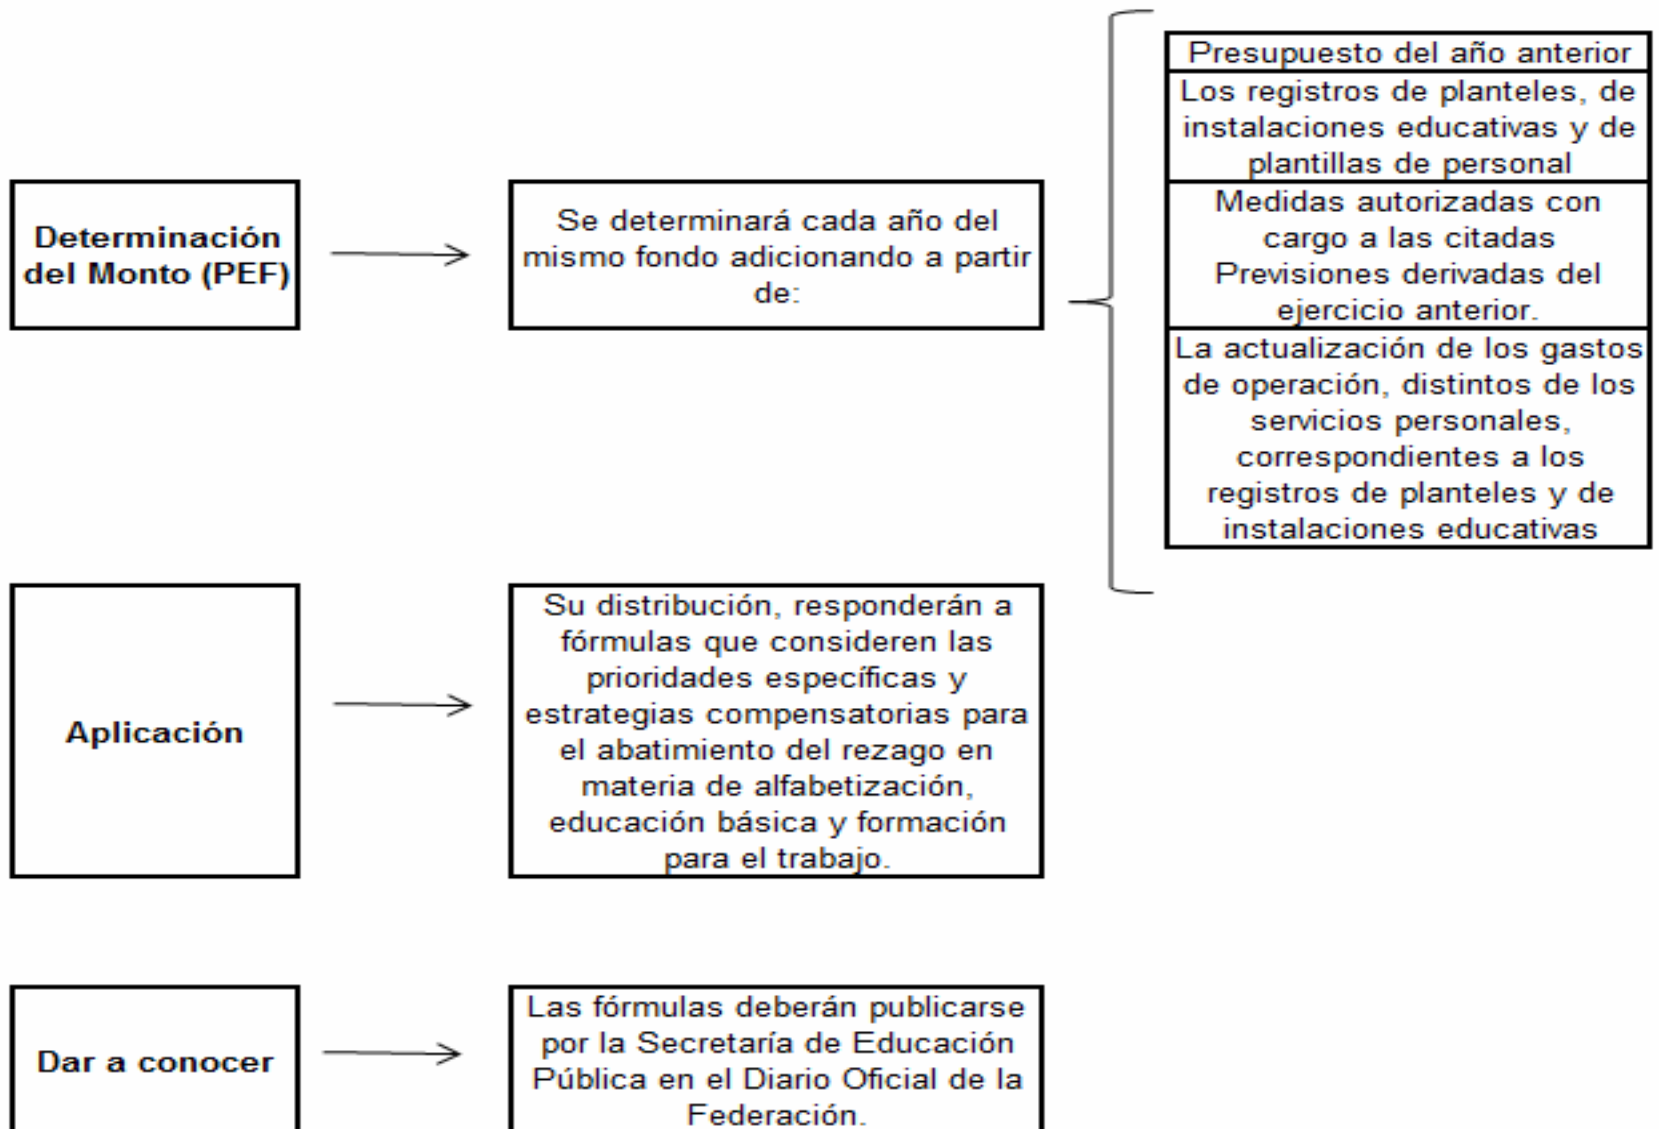 Determinación
del Monto (PEF)
Se determinará cada año del
mismo fondo adicionando a partir
de:
Presupuesto del año anterior
Los registros de planteles, de
instalaciones educativas y de
plantillas de personal
Medidas autorizadas con
cargo a las citadas
Previsiones derivadas del
ejercicio anterior.
La actualización de los gastos
de operación, distintos de los
servicios personales,
correspondientes a los
registros de planteles y de
instalaciones educativas
Aplicación
Su distribución, responderán a
fórmulas que consideren las
prioridades específicas y
estrategias compensatorias para
el abatimiento del rezago en
materia de alfabetización,
educación básica y formación
para el trabajo.
Dar a conocer
Las fórmulas deberán publicarse
por la Secretaría de Educación
Pública en el Diario Oficial de la
Federación.